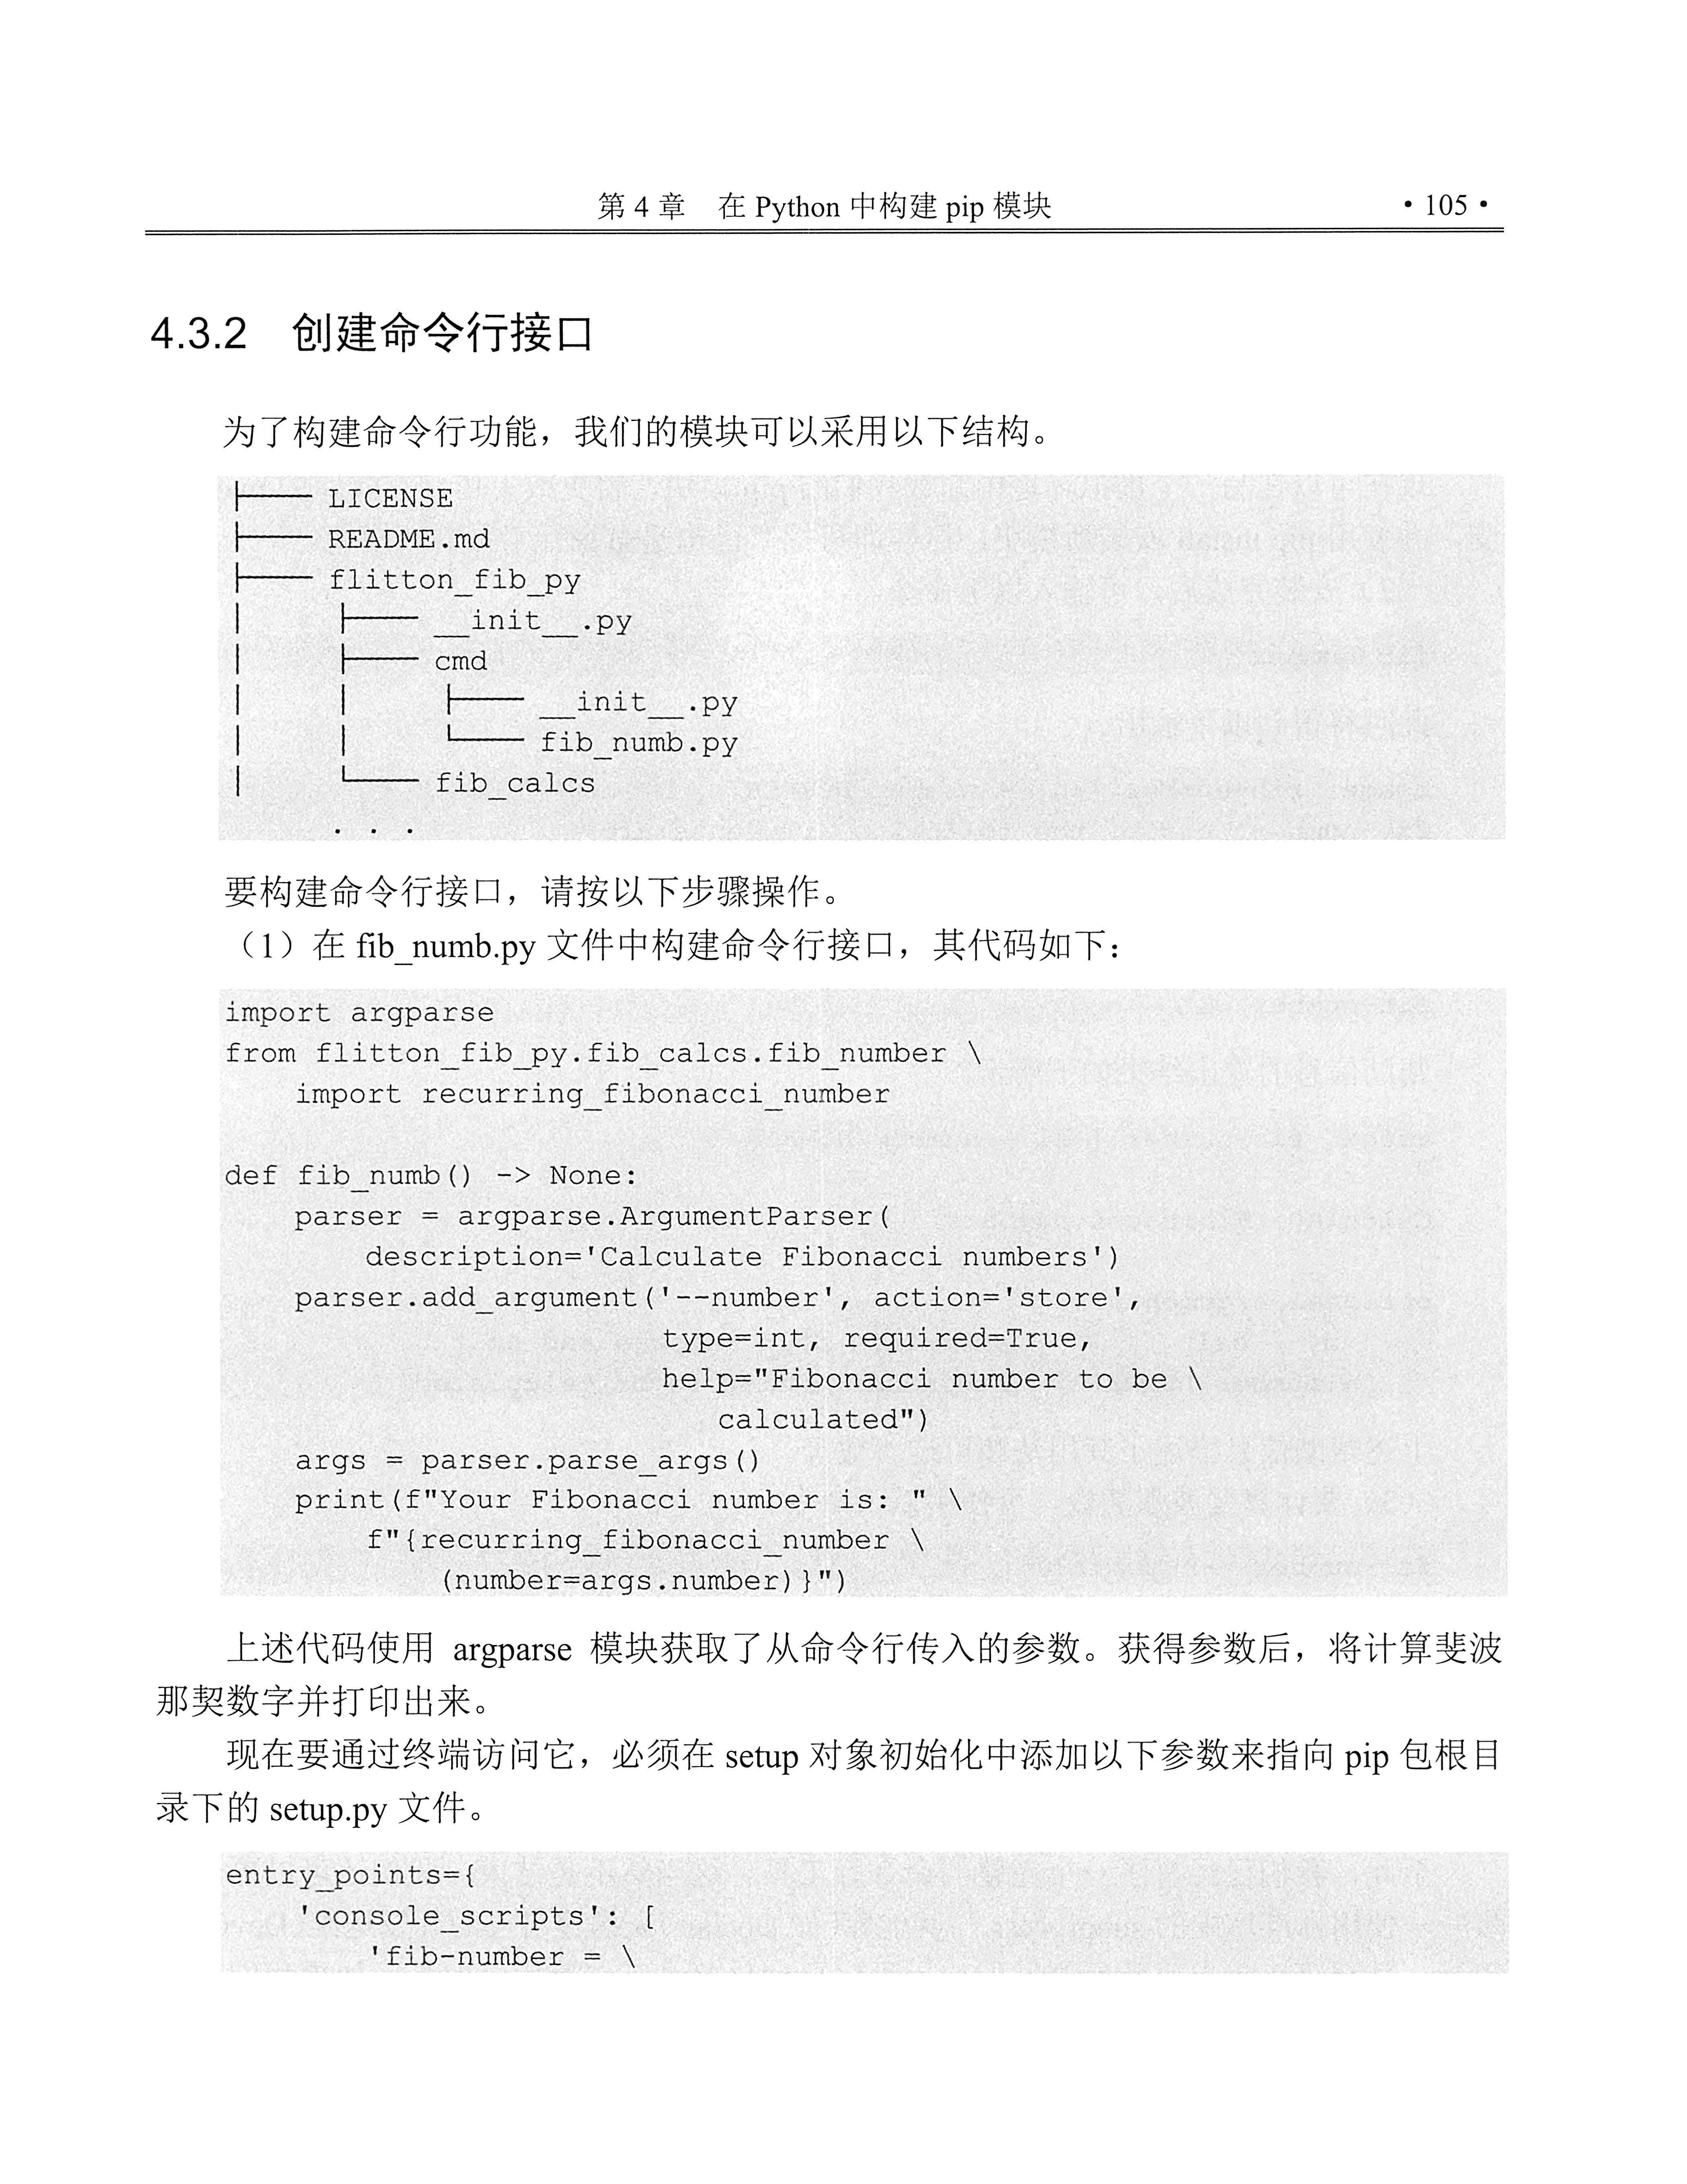 第 4 章　在 Python 中构建 pip 模块　• 105 •
4.3.2　创建命令行接口
为了构建命令行功能，我们的模块可以采用以下结构。
├── LICENSE
├── README.md
├── flitton_fib_py
│     ├── __init__.py
│     ├── cmd
│     │     ├── __init__.py
│     │     └── fib_numb.py
│     └── fib_calcs
      . . .
要构建命令行接口，请按以下步骤操作。
（1）在 fib_numb.py 文件中构建命令行接口，其代码如下：
import argparse
from flitton_fib_py.fib_calcs.fib_number \
    import recurring_fibonacci_number
def fib_numb() -> None:
    parser = argparse.ArgumentParser(
        description='Calculate Fibonacci numbers')
    parser.add_argument('--number', action='store',
                        type=int, required=True,
                        help="Fibonacci number to be \
                           calculated")
    args = parser.parse_args()
    print(f"Your Fibonacci number is: " \
        f"{recurring_fibonacci_number \
            (number=args.number)}")
上述代码使用 argparse 模块获取了从命令行传入的参数。获得参数后，将计算斐波
那契数字并打印出来。
现在要通过终端访问它，必须在 setup 对象初始化中添加以下参数来指向 pip 包根目
录下的 setup.py 文件。
entry_points={
    'console_scripts': [
        'fib-number = \